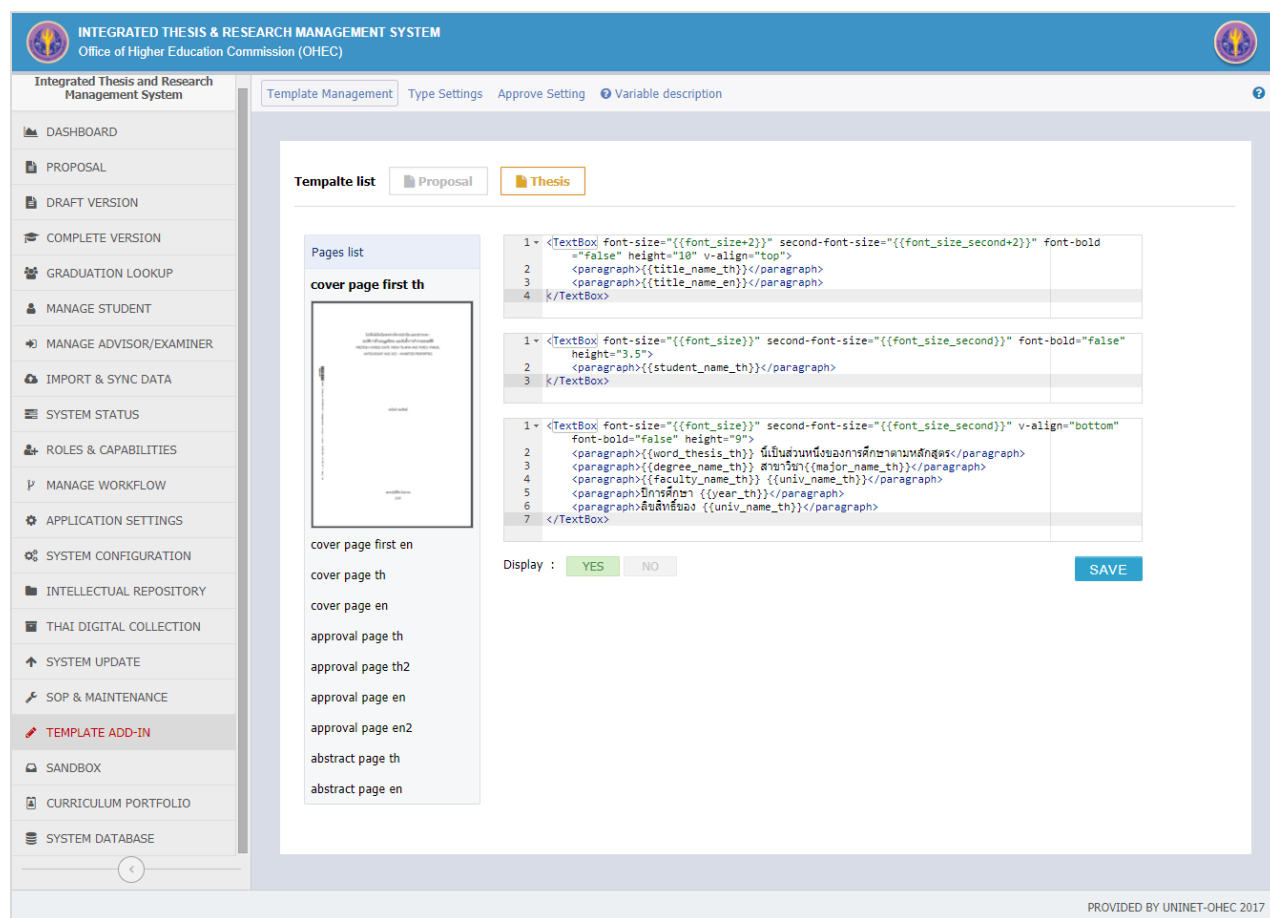 INTEGRATED THESIS & RESEARCH MANAGEMENT SYSTEM
Office of Higher Education Commission (OHEC)
Integrated Thesis and Research
Management System
DASHBOARD
PROPOSAL
DRAFT VERSION
COMPLETE VERSION
GRADUATION LOOKUP
MANAGE STUDENT
MANAGE ADVISOR/EXAMINER
IMPORT & SYNC DATA
SYSTEM STATUS
ROLES & CAPABILITIES
MANAGE WORKFLOW
APPLICATION SETTINGS
SYSTEM CONFIGURATION
INTELLECTUAL REPOSITORY
THAI DIGITAL COLLECTION
SYSTEM UPDATE
SOP & MAINTENANCE
TEMPLATE ADD-IN
SANDBOX
CURRICULUM PORTFOLIO
SYSTEM DATABASE
Template Management Type Settings Approve Setting Variable description
Tempalte list Proposal Thesis
Pages list
cover page first th
cover page first en
cover page th
cover page en
approval page th
approval page th2
approval page en
approval page en2
abstract page th
abstract page en
1 <TextBox font-size="{{font_size+2}}" second-font-size="{{font_size_second+2}}" font-bold
="false" height="10" v-align="top">
2 <paragraph>{{title_name_th}}</paragraph>
3 <paragraph>{{title_name_en}}</paragraph>
4 </TextBox>
1 <TextBox font-size="{{font_size}}" second-font-size="{{font_size_second}}" font-bold="false"
height="3.5">
2 <paragraph>{{student_name_th}}</paragraph>
3 </TextBox>
1 <TextBox font-size="{{font_size}}" second-font-size="{{font_size_second}}" v-align="bottom"
font-bold="false" height="9">
2 <paragraph>{{word_thesis_th}} นี้เป็นส่วนหนึ่งของการศึกษาตามหลักสูตร</paragraph>
3 <paragraph>{{degree_name_th}} สาขาวิชา{{major_name_th}}</paragraph>
4 <paragraph>{{faculty_name_th}} {{univ_name_th}}</paragraph>
5 <paragraph>ปีการศึกษา {{year_th}}</paragraph>
6 <paragraph>ลิขสิทธิ์ของ {{univ_name_th}}</paragraph>
7 </TextBox>
Display : YES NO
SAVE
PROVIDED BY UNINET-OHEC 2017